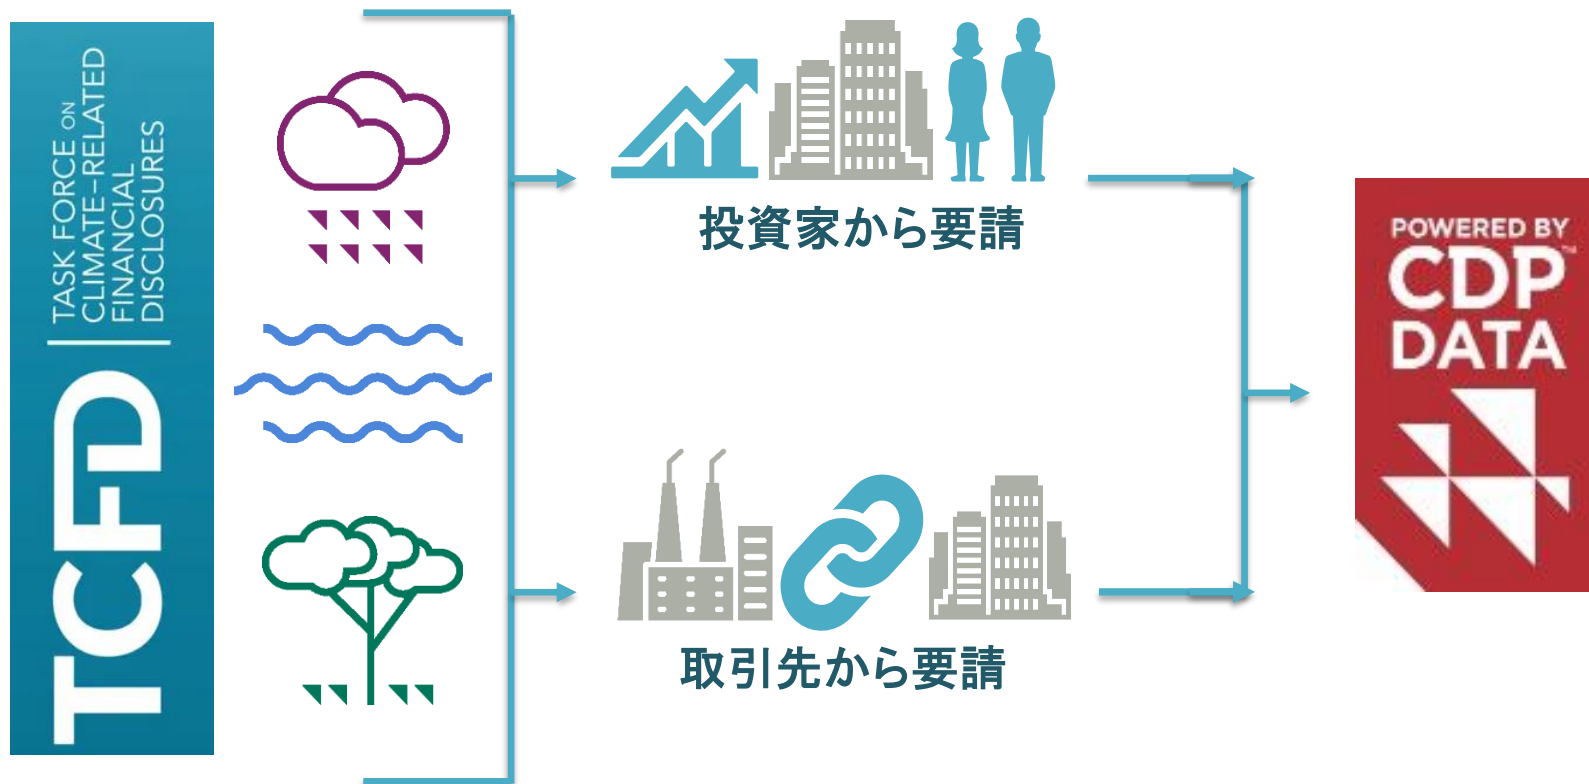 TCFD
TASK FORCE ON
CLIMATE-RELATED
FINANCIAL
DISCLOSURES
投資家から要請
取引先から要請
POWERED BY
CDP™
DATA